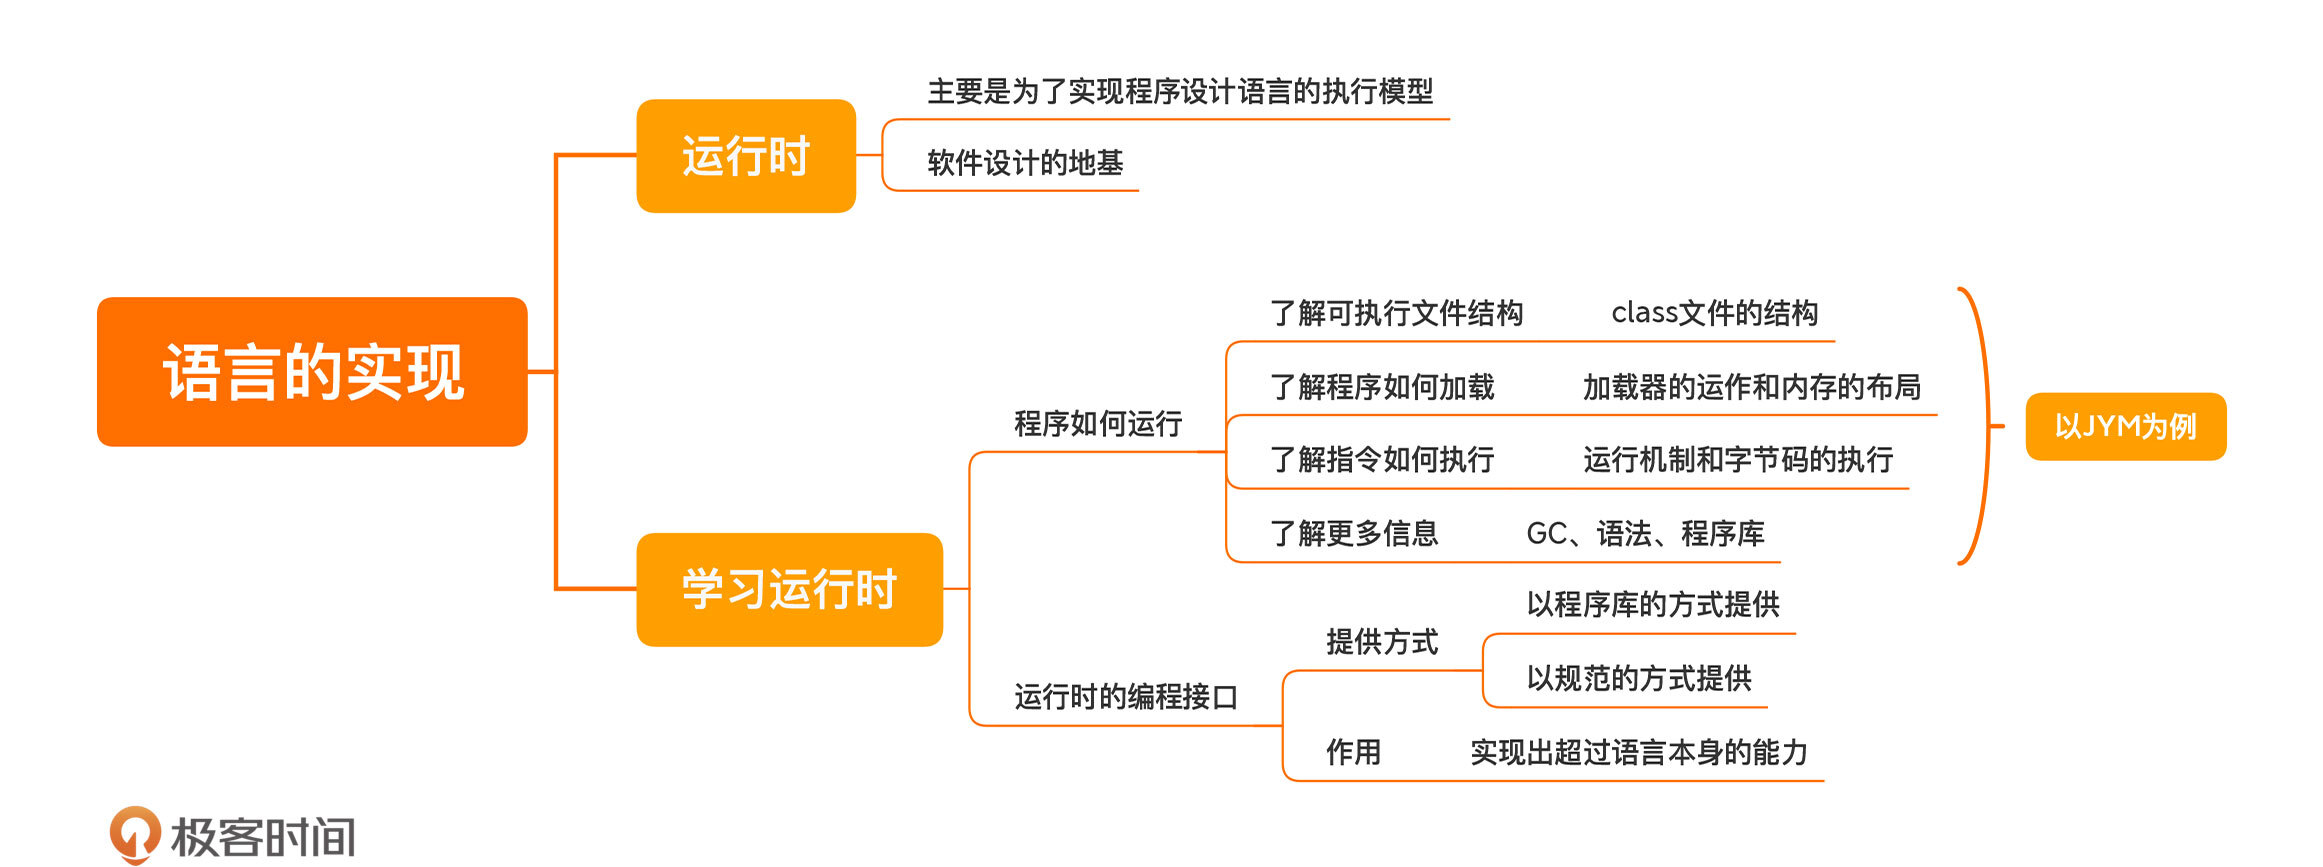 主要是为了实现程序设计语言的执行模型
运行时
软件设计的地基
语言的实现
了解可执行文件结构 class文件的结构
了解程序如何加载 加载器的运作和内存的布局
程序如何运行
以JYM为例
了解指令如何执行 运行机制和字节码的执行
了解更多信息 GC、语法、程序库
学习运行时
以程序库的方式提供
提供方式
以规范的方式提供
运行时的编程接口
作用 实现出超过语言本身的能力
极客时间